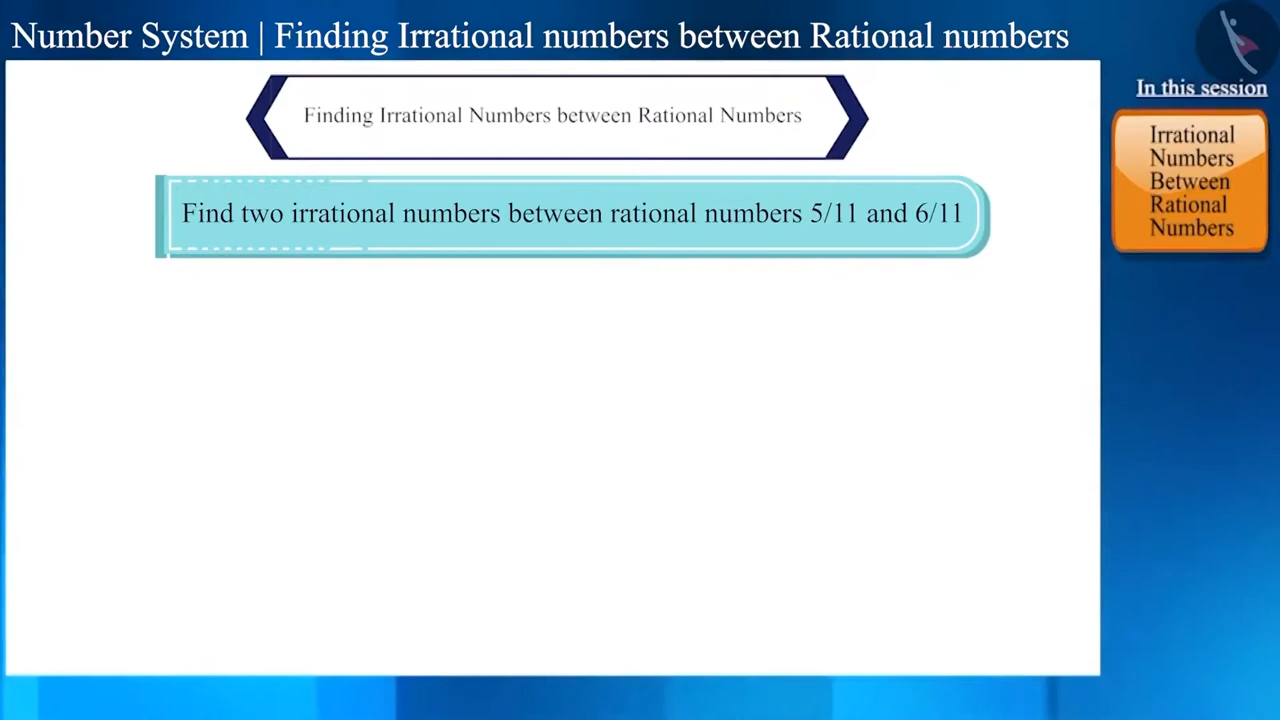 Number System | Finding Irrational numbers between Rational numbers
In this session
Finding Irrational Numbers between Rational Numbers
Irrational
Numbers
Between
Rational
Numbers
Find two irrational numbers between rational numbers 5/11 and 6/11